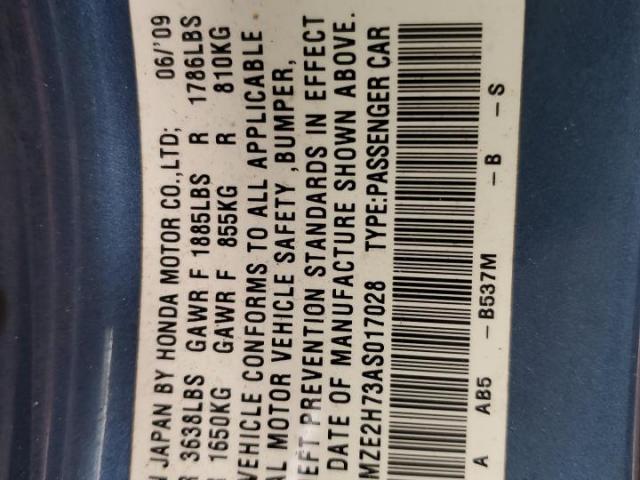 JAPAN BY HONDA MOTOR CO.,LTD; 06/'09
3638LBS GAWR F 1885LBS R 1786LBS
1650KG GAWR F 855KG R 810KG
VEHICLE CONFORMS TO ALL APPLICABLE
MOTOR VEHICLE SAFETY ,BUMPER,
EFT PREVENTION STANDARDS IN EFFECT
DATE OF MANUFACTURE SHOWN ABOVE.
MZE2H73AS017028 TYPE:PASSENGER CAR
A AB5 -B537M -B -S